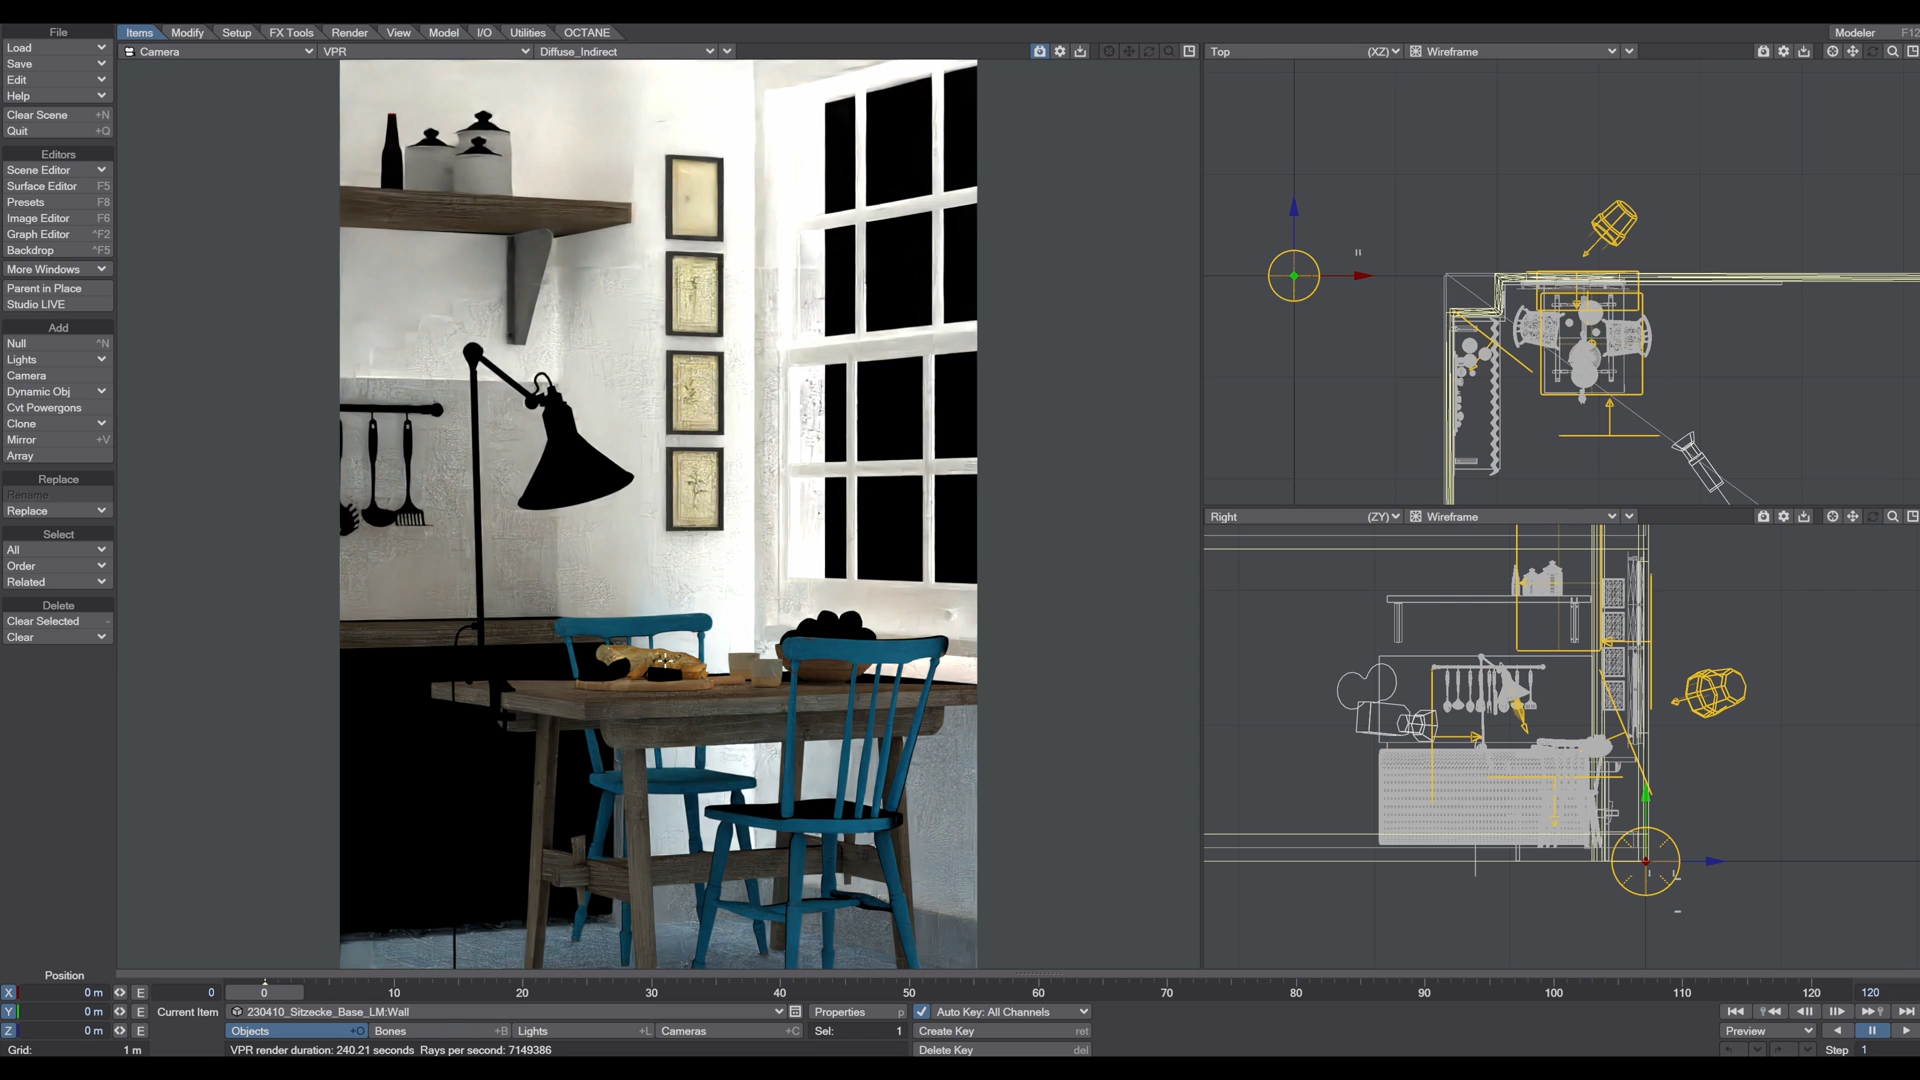 File Items Modify Setup FX Tools Render View Model I/O Utilities OCTANE Modeler F12
Load Camera VPR Diffuse_Indirect Top (XZ) Wireframe
Save
Edit
Help
Clear Scene +N
Quit +Q
Editors
Scene Editor
Surface Editor F5
Presets F8
Image Editor F6
Graph Editor ^F2
Backdrop ^F5
More Windows
Parent in Place
Studio LIVE
Add
Null ^N
Lights
Camera
Dynamic Obj
Cvt Powergons
Clone
Mirror +V
Array
Replace
Rename
Replace
Right (ZY) Wireframe
Select
All
Order
Related
Delete
Clear Selected -
Clear
Position
X 0 m E 0 0 10 20 30 40 50 60 70 80 90 100 110 120 120
Y 0 m E Current Item 230410_Sitzecke_Base_LM:Wall Properties p Auto Key: All Channels
Z 0 m E Objects +O Bones +B Lights +L Cameras +C Sel: 1 Create Key ret Preview
Grid: 1 m VPR render duration: 240.21 seconds Rays per second: 7149386 Delete Key del Step 1